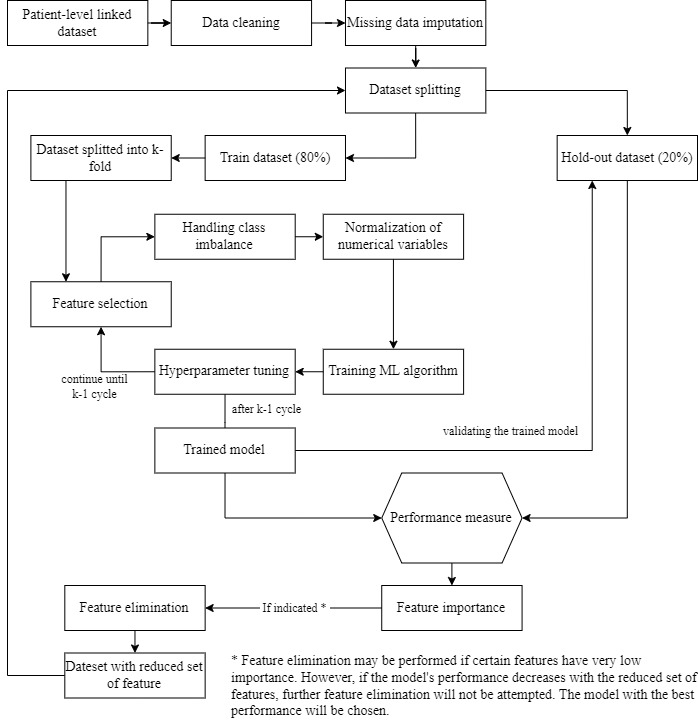 Patient-level linked
dataset
Data cleaning
Missing data imputation
Dataset splitting
Dataset splitted into k-
fold
Train dataset (80%)
Hold-out dataset (20%)
Handling class
imbalance
Normalization of
numerical variables
Feature selection
Hyperparameter tuning
Training ML algorithm
continue until
k-1 cycle
after k-1 cycle
Trained model
validating the trained model
Performance measure
Feature elimination
If indicated *
Feature importance
Dateset with reduced set
of feature
* Feature elimination may be performed if certain features have very low
importance. However, if the model's performance decreases with the reduced set of
features, further feature elimination will not be attempted. The model with the best
performance will be chosen.